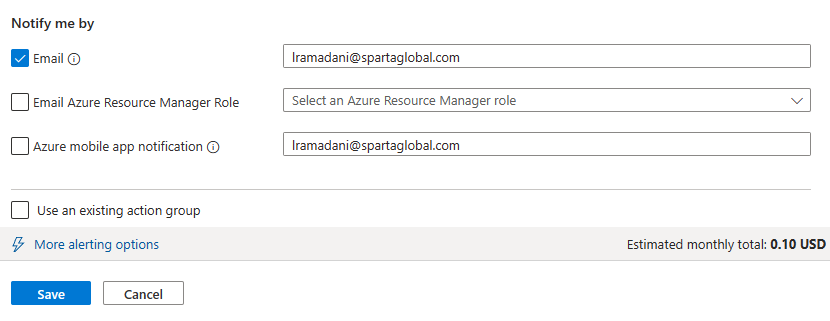 Notify me by
Email
lramadani@spartaglobal.com
Email Azure Resource Manager Role
Select an Azure Resource Manager role
Azure mobile app notification
lramadani@spartaglobal.com
Use an existing action group
More alerting options
Estimated monthly total: 0.10 USD
Save
Cancel